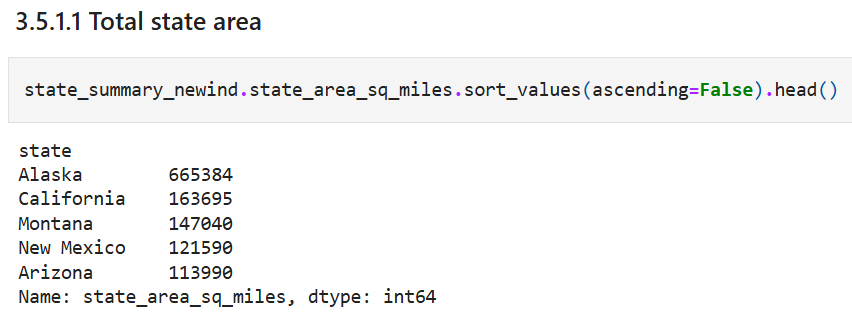 3.5.1.1 Total state area
state_summary_newind.state_area_sq_miles.sort_values(ascending=False).head()
state
Alaska        665384
California    163695
Montana       147040
New Mexico    121590
Arizona       113990
Name: state_area_sq_miles, dtype: int64